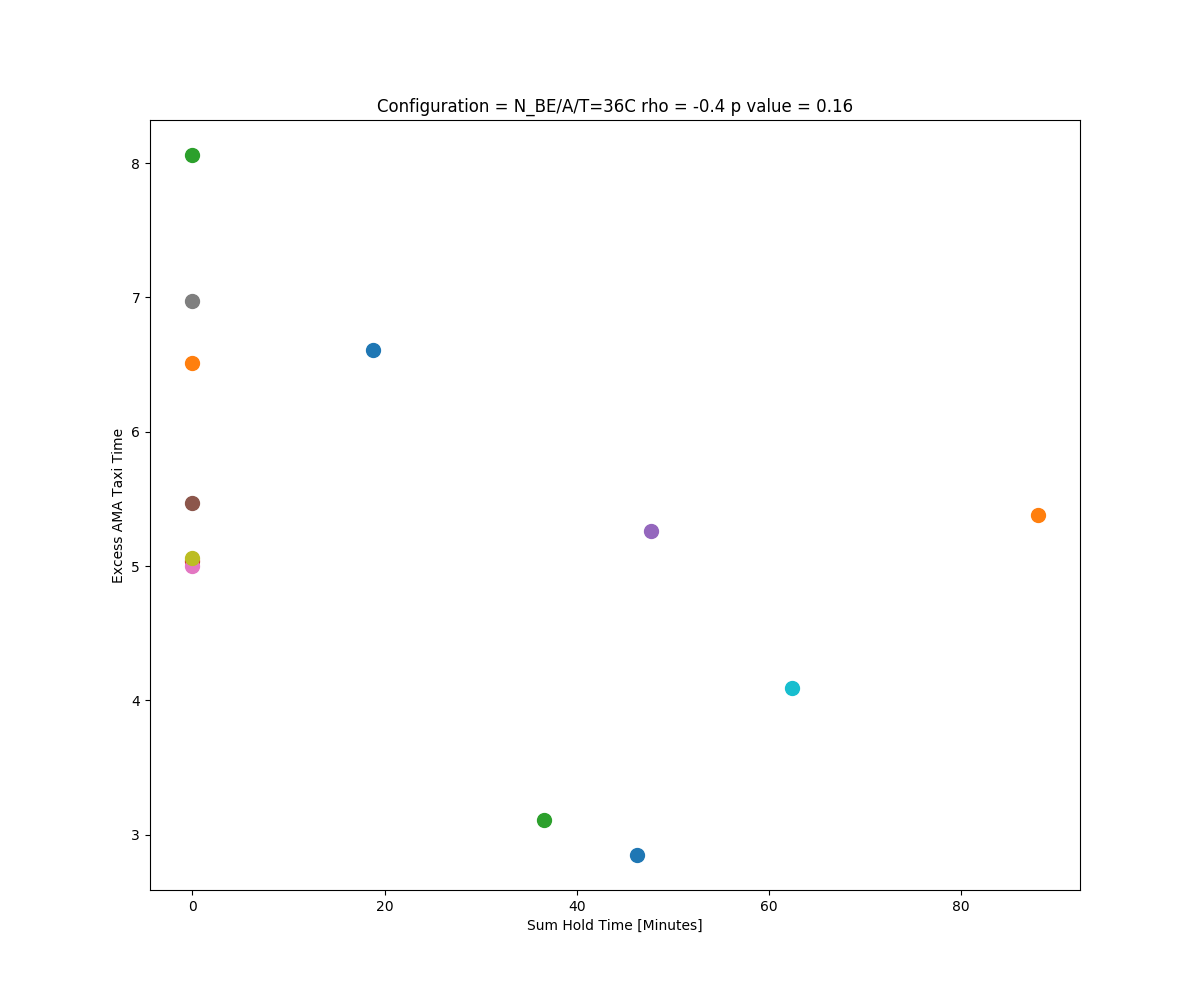 Configuration = N_BE/A/T=36C rho = -0.4 p value = 0.16
8
7
6
5
4
3
Excess AMA Taxi Time
0 20 40 60 80
Sum Hold Time [Minutes]